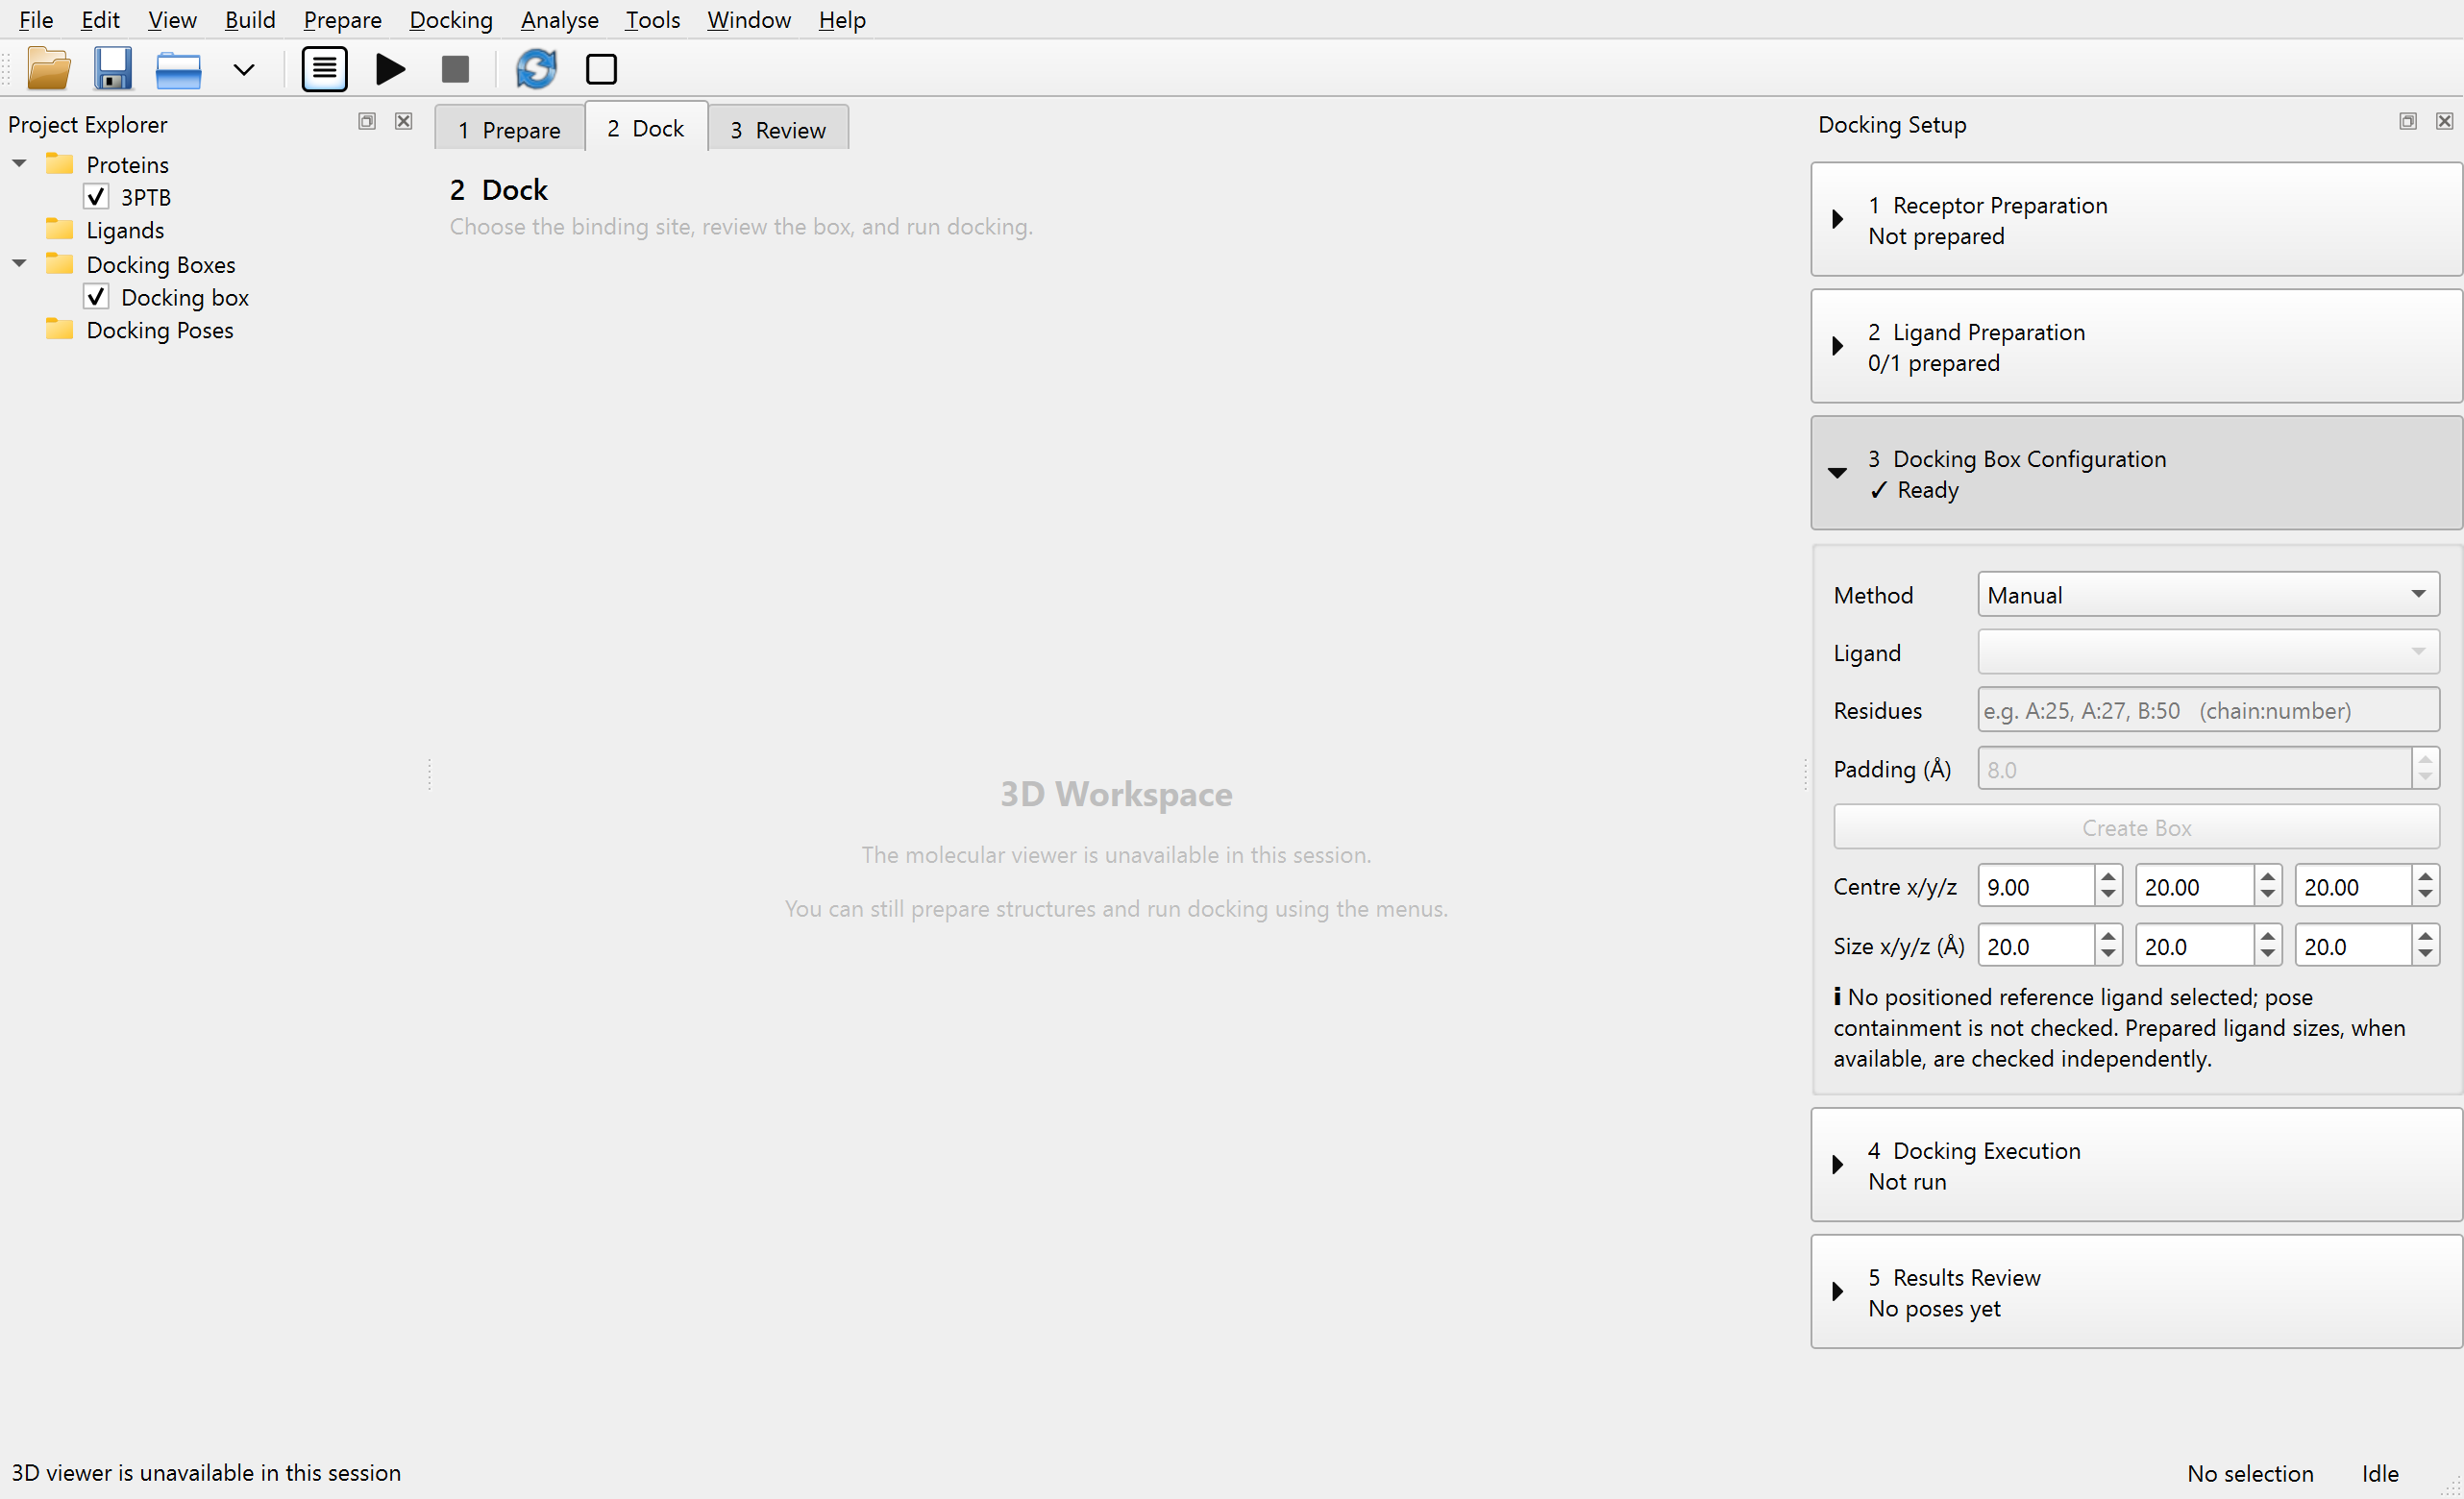 File Edit View Build Prepare Docking Analyse Tools Window Help
Project Explorer
Proteins
3PTB
Ligands
Docking Boxes
Docking box
Docking Poses
1 Prepare
2 Dock
3 Review
2 Dock
Choose the binding site, review the box, and run docking.
3D Workspace
The molecular viewer is unavailable in this session.
You can still prepare structures and run docking using the menus.
Docking Setup
1 Receptor Preparation
Not prepared
2 Ligand Preparation
0/1 prepared
3 Docking Box Configuration
✓ Ready
Method Manual
Ligand
Residues e.g. A:25, A:27, B:50 (chain:number)
Padding (Å) 8.0
Create Box
Centre x/y/z 9.00 20.00 20.00
Size x/y/z (Å) 20.0 20.0 20.0
ℹ No positioned reference ligand selected; pose
containment is not checked. Prepared ligand sizes, when
available, are checked independently.
4 Docking Execution
Not run
5 Results Review
No poses yet
3D viewer is unavailable in this session
No selection
Idle